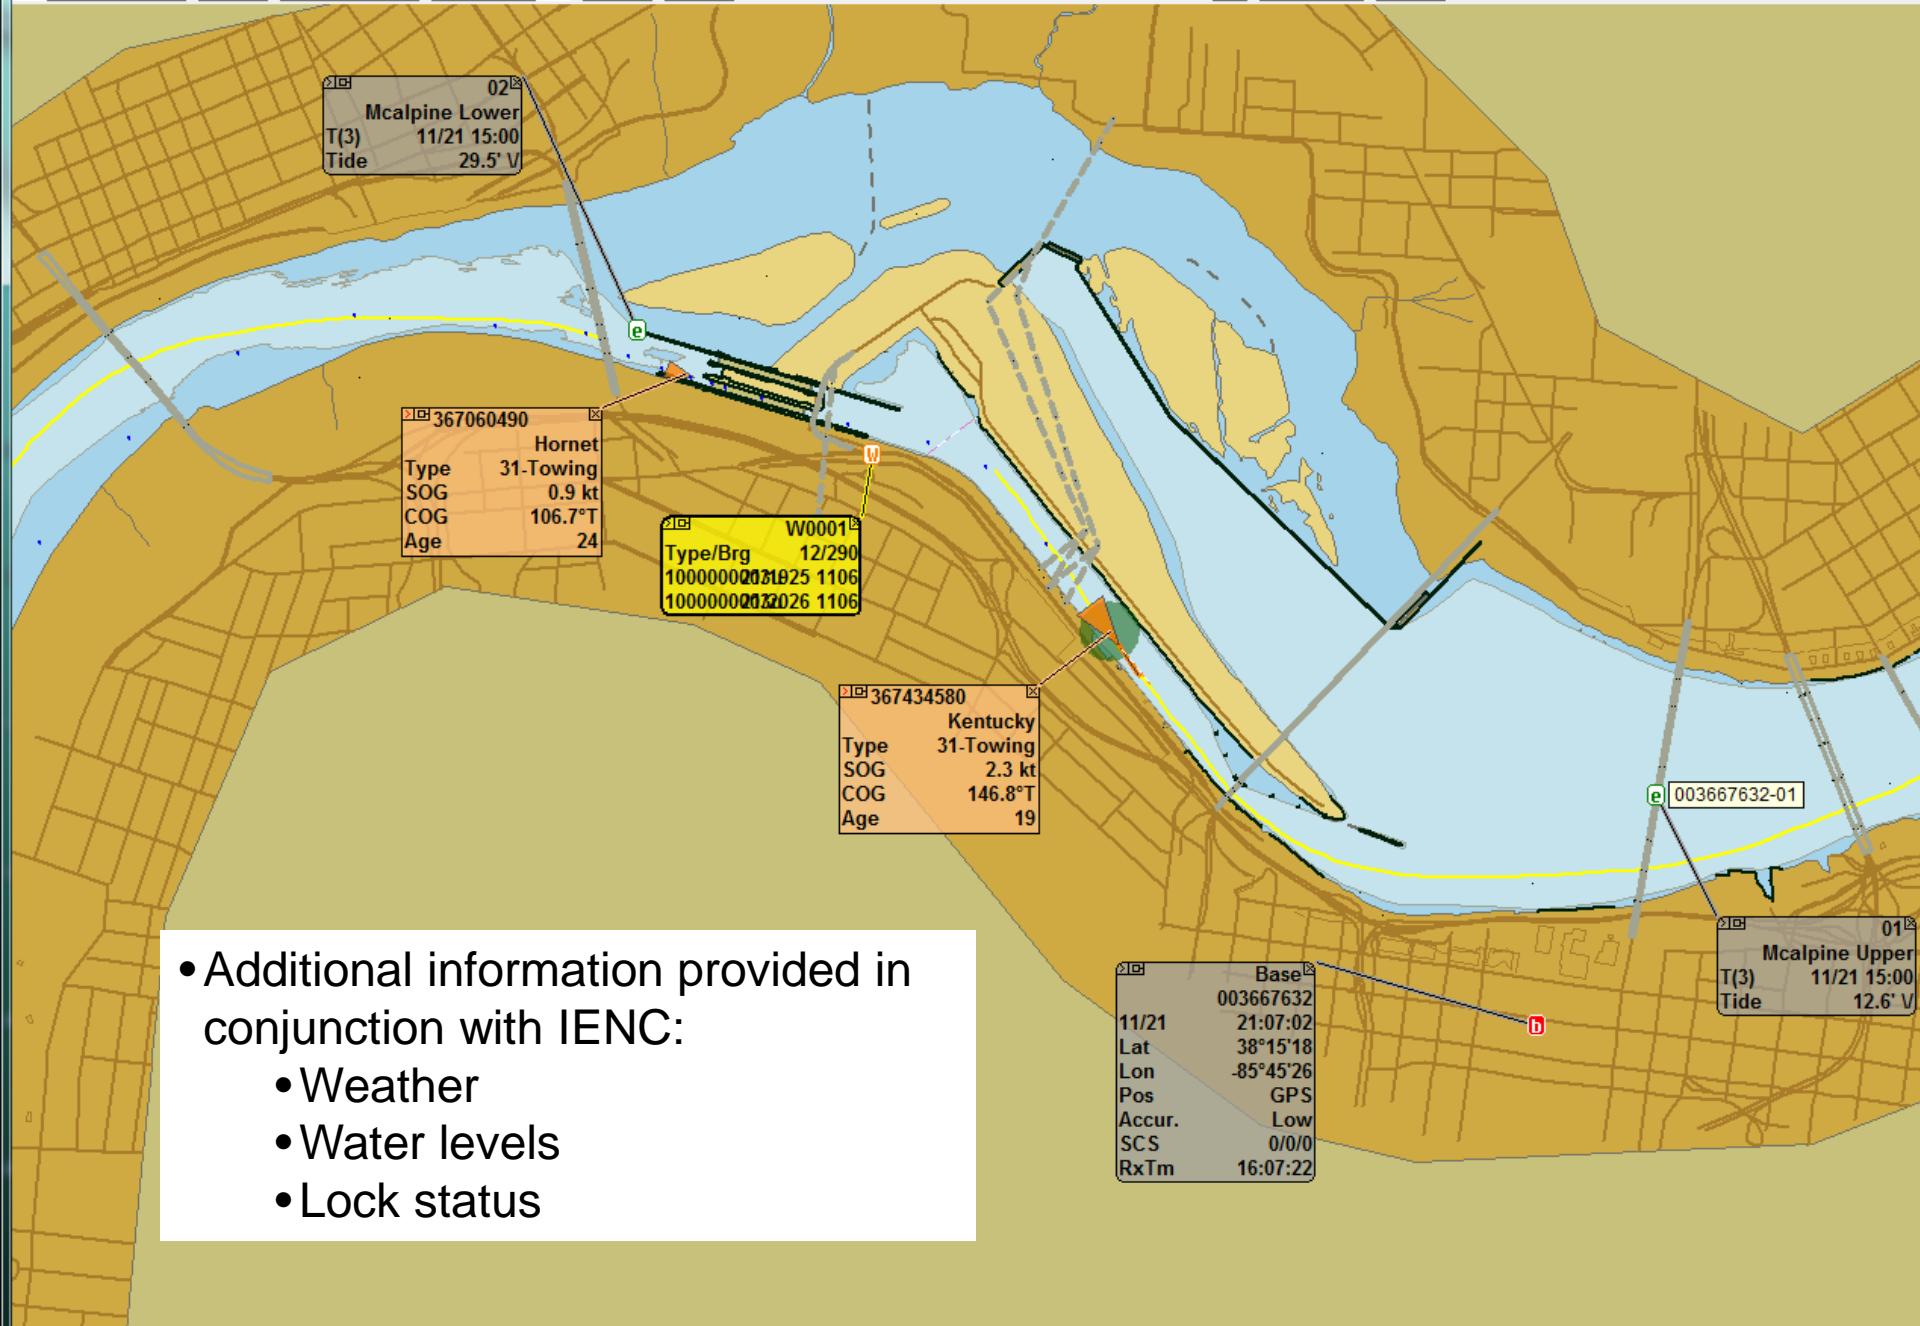 02
Mcalpine Lower
T(3) 11/21 15:00
Tide 29.5' \/
e
367060490
Hornet
Type 31-Towing
SOG 0.9 kt
COG 106.7°T
Age 24
W
W0001
Type/Brg 12/290
1106
1106
367434580
Kentucky
Type 31-Towing
SOG 2.3 kt
COG 146.8°T
Age 19
e 003667632-01
01
Mcalpine Upper
T(3) 11/21 15:00
Tide 12.6' \/
Base
003667632
11/21 21:07:02
Lat 38°15'18
Lon -85°45'26
Pos GPS
Accur. Low
SCS 0/0/0
RxTm 16:07:22
b
•Additional information provided in
conjunction with IENC:
•Weather
•Water levels
•Lock status